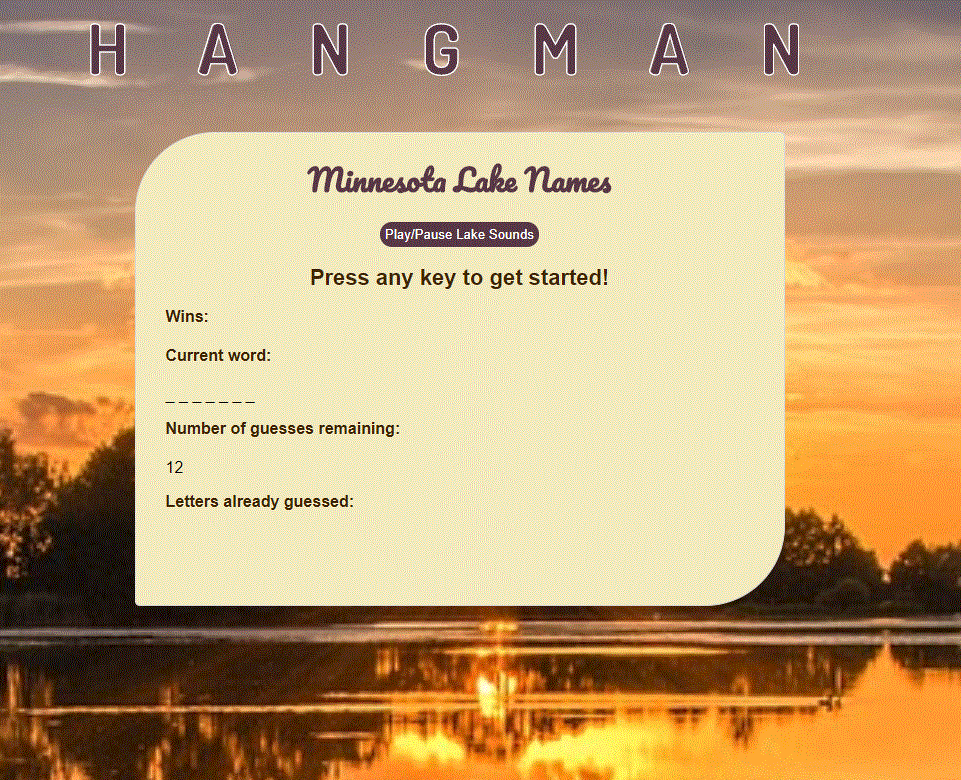 H A N G M A N
Minnesota Lake Names
Play/Pause Lake Sounds
Press any key to get started!
Wins:
Current word:
_ _ _ _ _ _ _
Number of guesses remaining:
12
Letters already guessed: